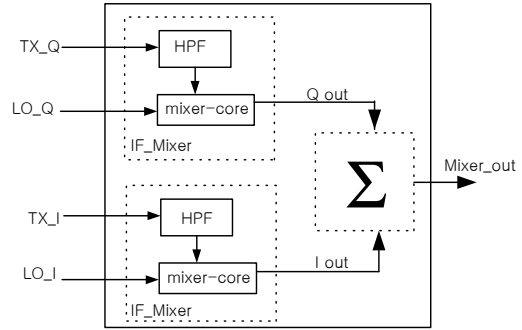 TX_Q
HPF
Q out
LO_Q
mixer-core
IF_Mixer
Σ
Mixer_out
TX_I
HPF
I out
LO_I
mixer-core
IF_Mixer